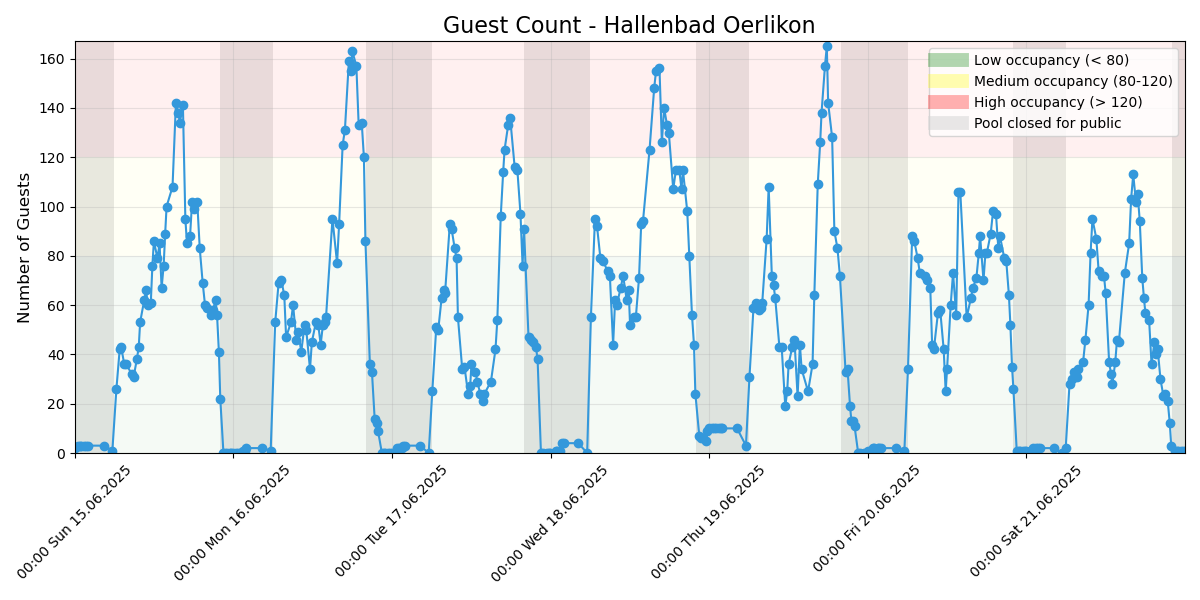 Guest Count - Hallenbad Oerlikon
Number of Guests
160
140
120
100
80
60
40
20
0
Low occupancy (< 80)
Medium occupancy (80-120)
High occupancy (> 120)
Pool closed for public
00:00 Sun 15.06.2025
00:00 Mon 16.06.2025
00:00 Tue 17.06.2025
00:00 Wed 18.06.2025
00:00 Thu 19.06.2025
00:00 Fri 20.06.2025
00:00 Sat 21.06.2025